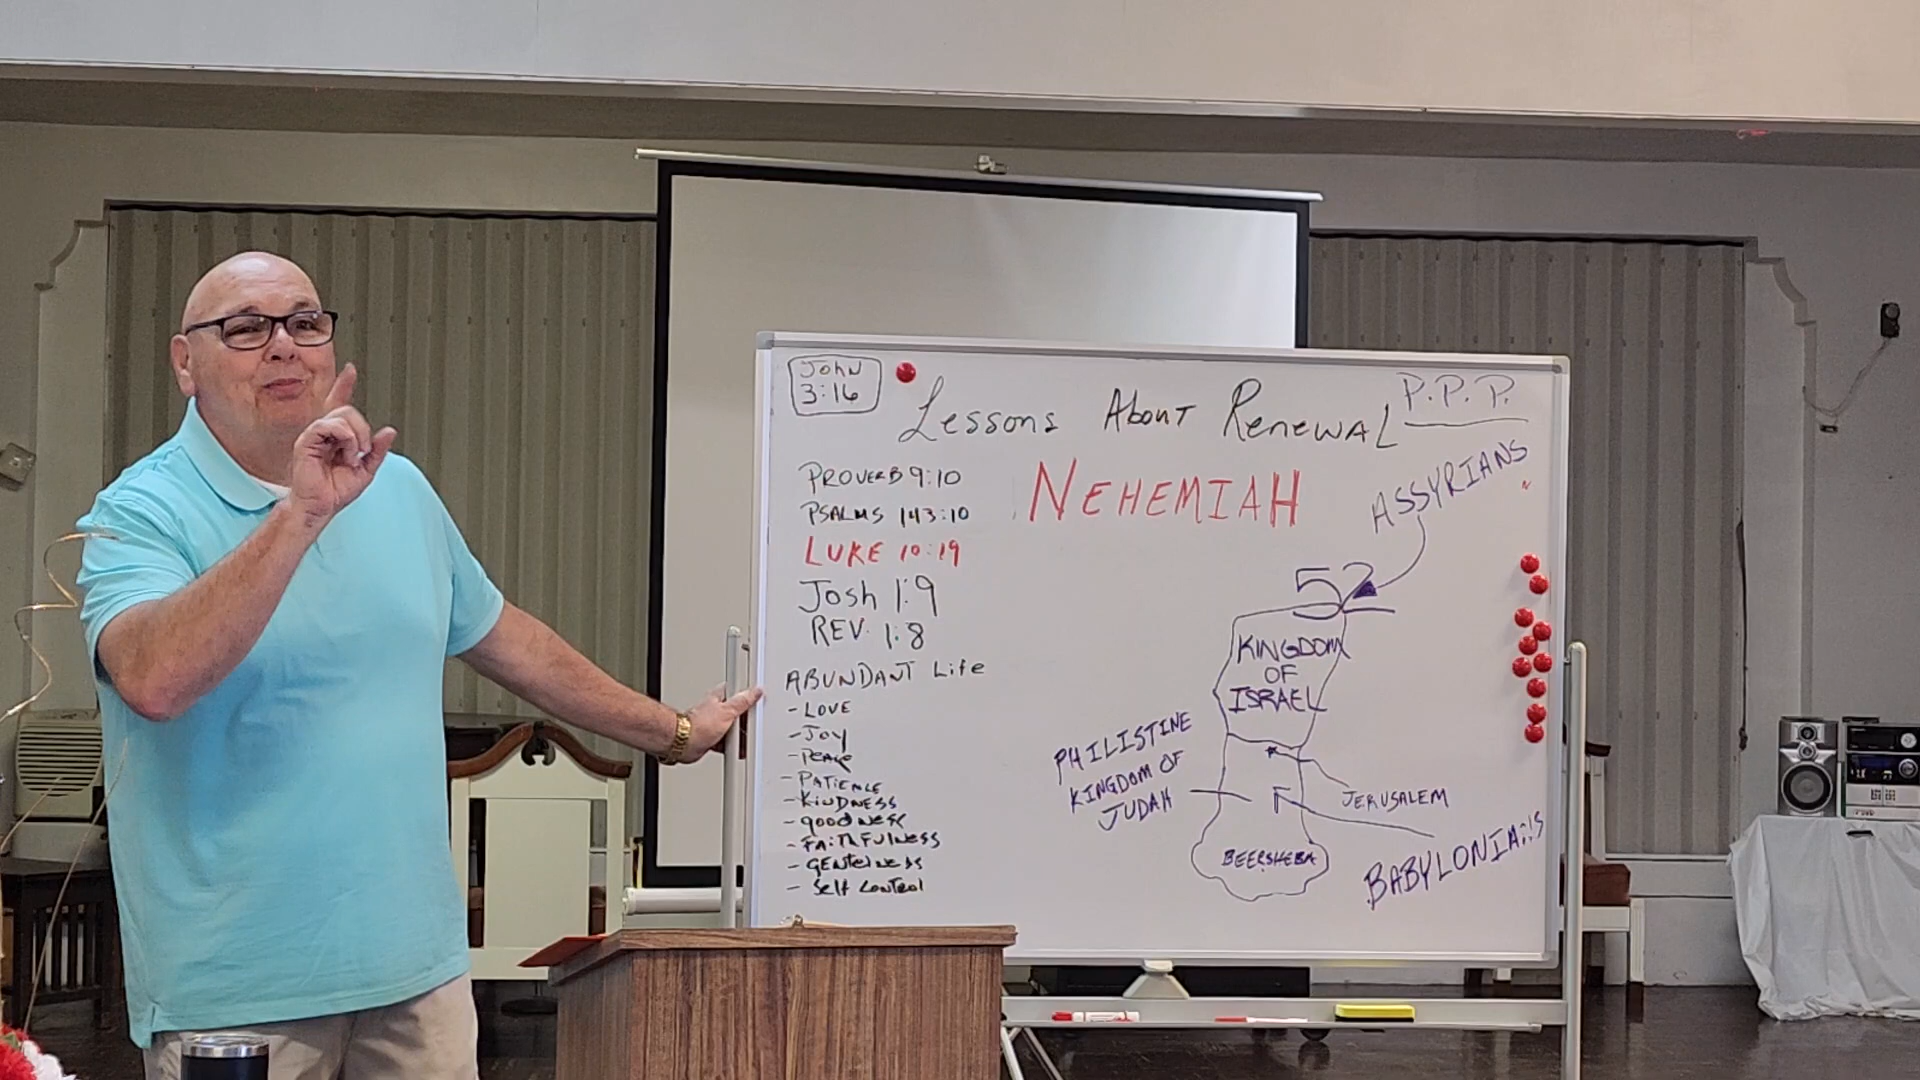 John
3:16
Lessons About Renewal
P.P.P.
Proverb 9:10
Psalms 143:10
Luke 10:19
Josh 1:9
Rev. 1:8
Abundant Life
- Love
- Joy
- Peace
- Patience
- Kindness
- goodness
- Faithfulness
- Gentelness
- Self Control
NEHEMIAH
ASSYRIANS
52
KINGDOM
OF
ISRAEL
PHILISTINE
KINGDOM OF
JUDAH
JERUSALEM
BEERSHEBA
BABYLONIANS